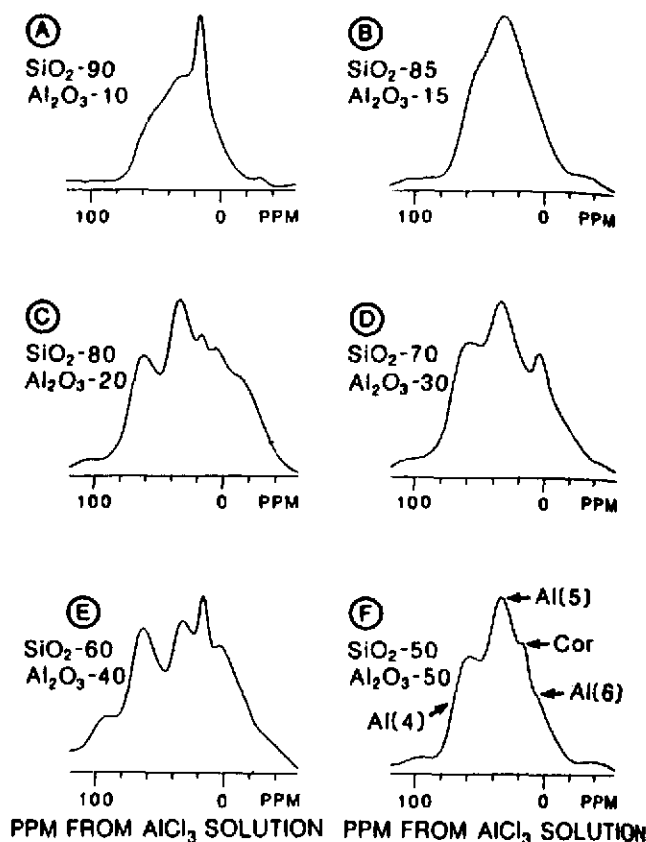 A
SiO₂-90
Al₂O₃-10
100 0 PPM
B
SiO₂-85
Al₂O₃-15
100 0 PPM
C
SiO₂-80
Al₂O₃-20
100 0 PPM
D
SiO₂-70
Al₂O₃-30
100 0 PPM
E
SiO₂-60
Al₂O₃-40
100 0 PPM
PPM FROM AlCl₃ SOLUTION
F
SiO₂-50
Al₂O₃-50
Al(4)
Al(5)
Cor
Al(6)
100 0 PPM
PPM FROM AlCl₃ SOLUTION